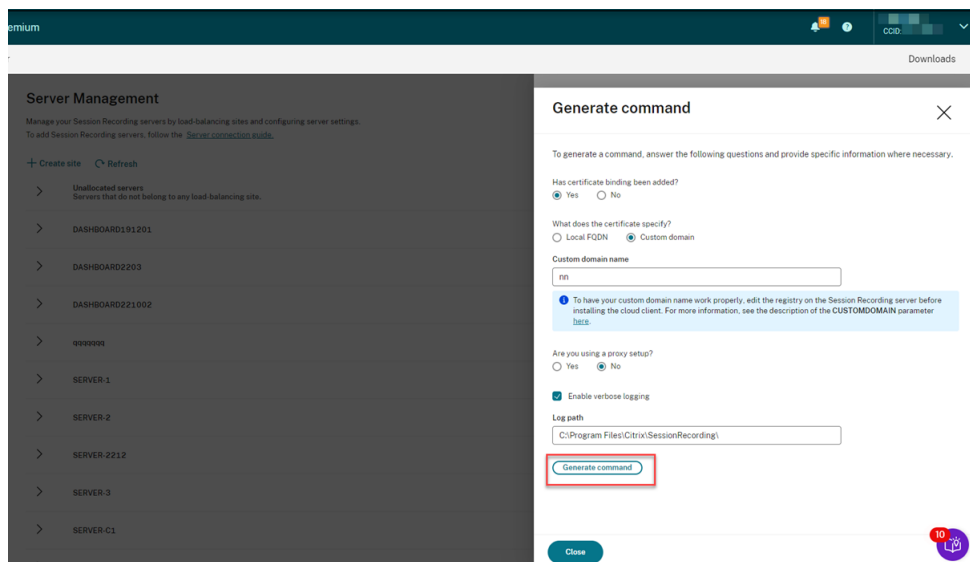 emium
18
?
CCID:
Downloads
Server Management
Manage your Session Recording servers by load-balancing sites and configuring server settings.
To add Session Recording servers, follow the Server connection guide.
+ Create site Refresh
Unallocated servers
Servers that do not belong to any load-balancing site.
DASHBOARD191201
DASHBOARD2203
DASHBOARD221002
qqqqqqq
SERVER-1
SERVER-2
SERVER-2212
SERVER-3
SERVER-C1
Generate command
To generate a command, answer the following questions and provide specific information where necessary.
Has certificate binding been added?
Yes No
What does the certificate specify?
Local FQDN Custom domain
Custom domain name
nn
To have your custom domain name work properly, edit the registry on the Session Recording server before
installing the cloud client. For more information, see the description of the CUSTOMDOMAIN parameter
here.
Are you using a proxy setup?
Yes No
Enable verbose logging
Log path
C:\Program Files\Citrix\SessionRecording\
Generate command
Close
10